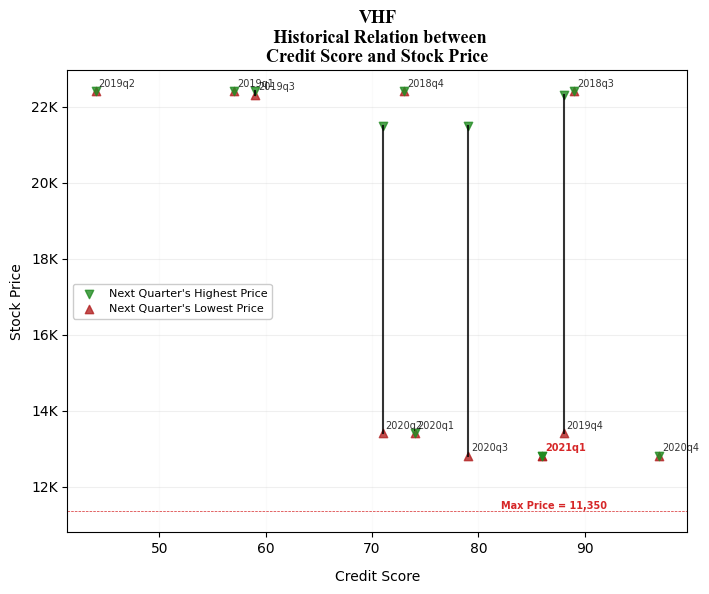 VHF
Historical Relation between
Credit Score and Stock Price
2019q2
2019q1
2019q3
2018q4
2018q3
22K
20K
18K
16K
14K
12K
Stock Price
Next Quarter's Highest Price
Next Quarter's Lowest Price
2020q2
2020q1
2019q4
2020q3
2021q1
2020q4
Max Price = 11,350
50
60
70
80
90
Credit Score